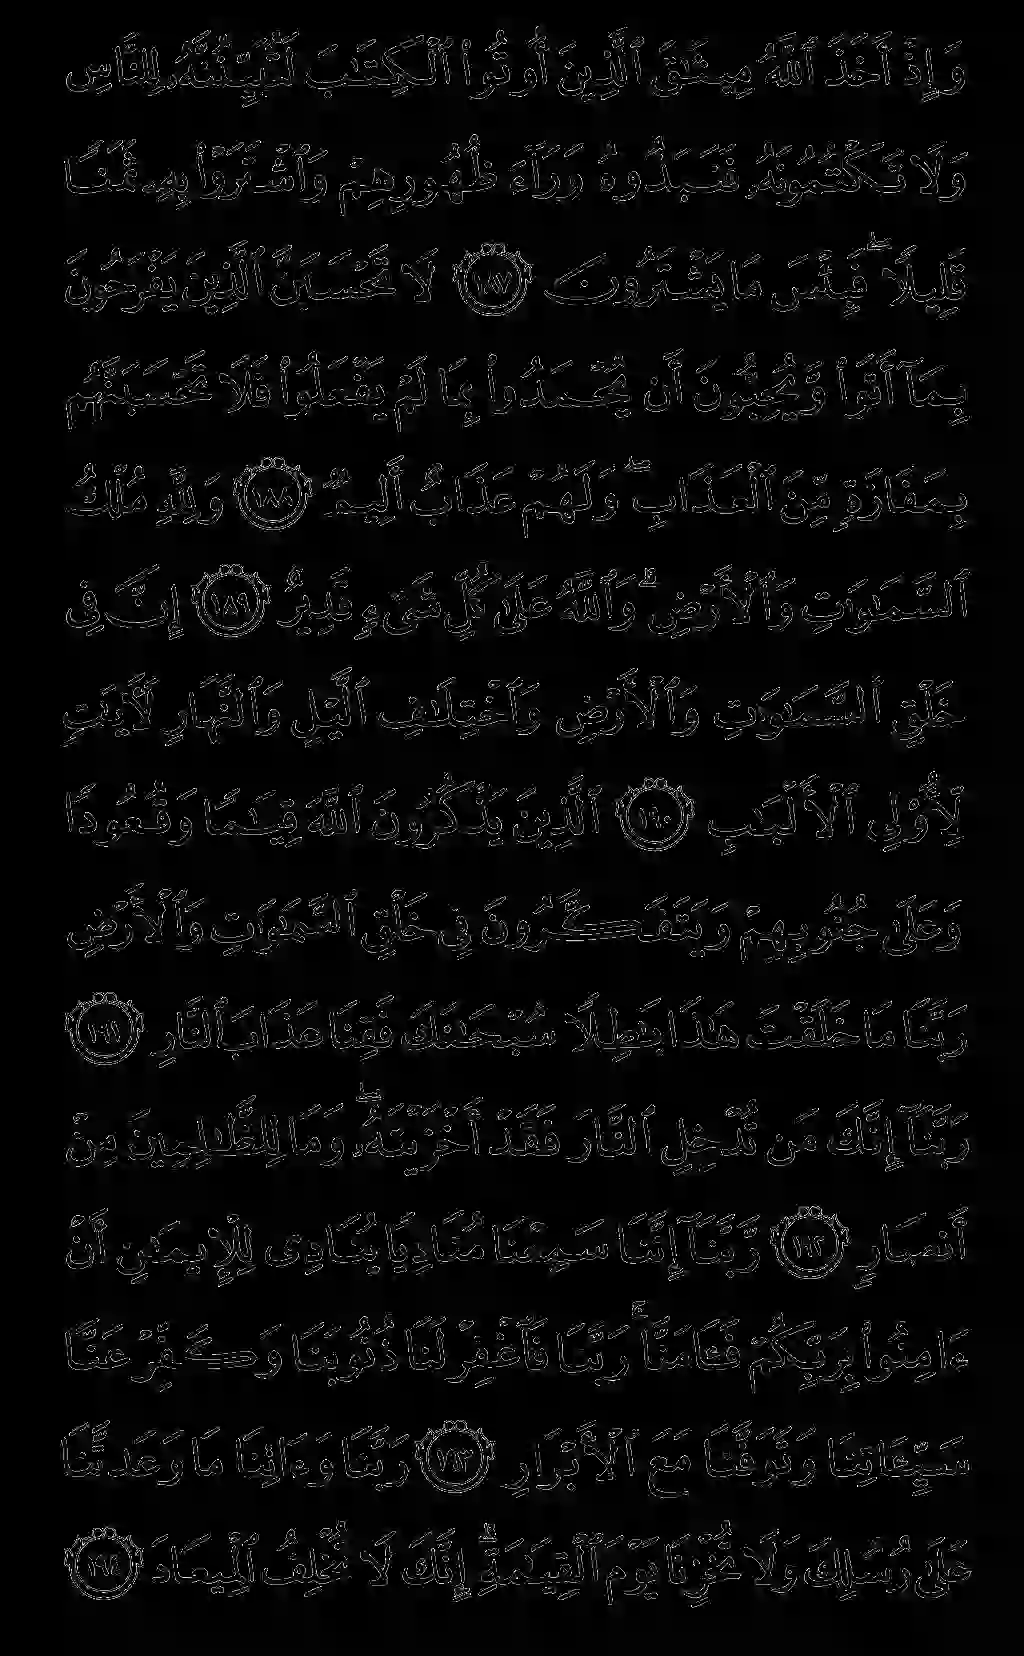 وَإِذْ أَخَذَ ٱللَّهُ مِيثَٰقَ ٱلَّذِينَ أُوتُوا۟ ٱلْكِتَٰبَ لَتُبَيِّنُنَّهُۥ لِلنَّاسِ
وَلَا تَكْتُمُونَهُۥ فَنَبَذُوهُ وَرَآءَ ظُهُورِهِمْ وَٱشْتَرَوْا۟ بِهِۦ ثَمَنًا
قَلِيلًا ۖ فَبِئْسَ مَا يَشْتَرُونَ ١٨٧ لَا تَحْسَبَنَّ ٱلَّذِينَ يَفْرَحُونَ
بِمَآ أَتَوا۟ وَّيُحِبُّونَ أَن يُحْمَدُوا۟ بِمَا لَمْ يَفْعَلُوا۟ فَلَا تَحْسَبَنَّهُم
بِمَفَازَةٍ مِّنَ ٱلْعَذَابِ ۖ وَلَهُمْ عَذَابٌ أَلِيمٌ ١٨٨ وَلِلَّهِ مُلْكُ
ٱلسَّمَٰوَٰتِ وَٱلْأَرْضِ ۗ وَٱللَّهُ عَلَىٰ كُلِّ شَىْءٍ قَدِيرٌ ١٨٩ إِنَّ فِى
خَلْقِ ٱلسَّمَٰوَٰتِ وَٱلْأَرْضِ وَٱخْتِلَٰفِ ٱلَّيْلِ وَٱلنَّهَارِ لَءَايَٰتٍ
لِّأُو۟لِى ٱلْأَلْبَٰبِ ١٩٠ ٱلَّذِينَ يَذْكُرُونَ ٱللَّهَ قِيَٰمًا وَقُعُودًا
وَعَلَىٰ جُنُوبِهِمْ وَيَتَفَكَّرُونَ فِى خَلْقِ ٱلسَّمَٰوَٰتِ وَٱلْأَرْضِ
رَبَّنَا مَا خَلَقْتَ هَٰذَا بَٰطِلًا سُبْحَٰنَكَ فَقِنَا عَذَابَ ٱلنَّارِ ١٩١
رَبَّنَآ إِنَّكَ مَن تُدْخِلِ ٱلنَّارَ فَقَدْ أَخْزَيْتَهُۥ ۖ وَمَا لِلظَّٰلِمِينَ مِنْ
أَنصَارٍ ١٩٢ رَّبَّنَآ إِنَّنَا سَمِعْنَا مُنَادِيًا يُنَادِى لِلْإِيمَٰنِ أَنْ
ءَامِنُوا۟ بِرَبِّكُمْ فَـَٔامَنَّا ۚ رَبَّنَا فَٱغْفِرْ لَنَا ذُنُوبَنَا وَكَفِّرْ عَنَّا
سَيِّـَٔاتِنَا وَتَوَفَّنَا مَعَ ٱلْأَبْرَارِ ١٩٣ رَبَّنَا وَءَاتِنَا مَا وَعَدتَّنَا
عَلَىٰ رُسُلِكَ وَلَا تُخْزِنَا يَوْمَ ٱلْقِيَٰمَةِ ۗ إِنَّكَ لَا تُخْلِفُ ٱلْمِيعَادَ ١٩٤